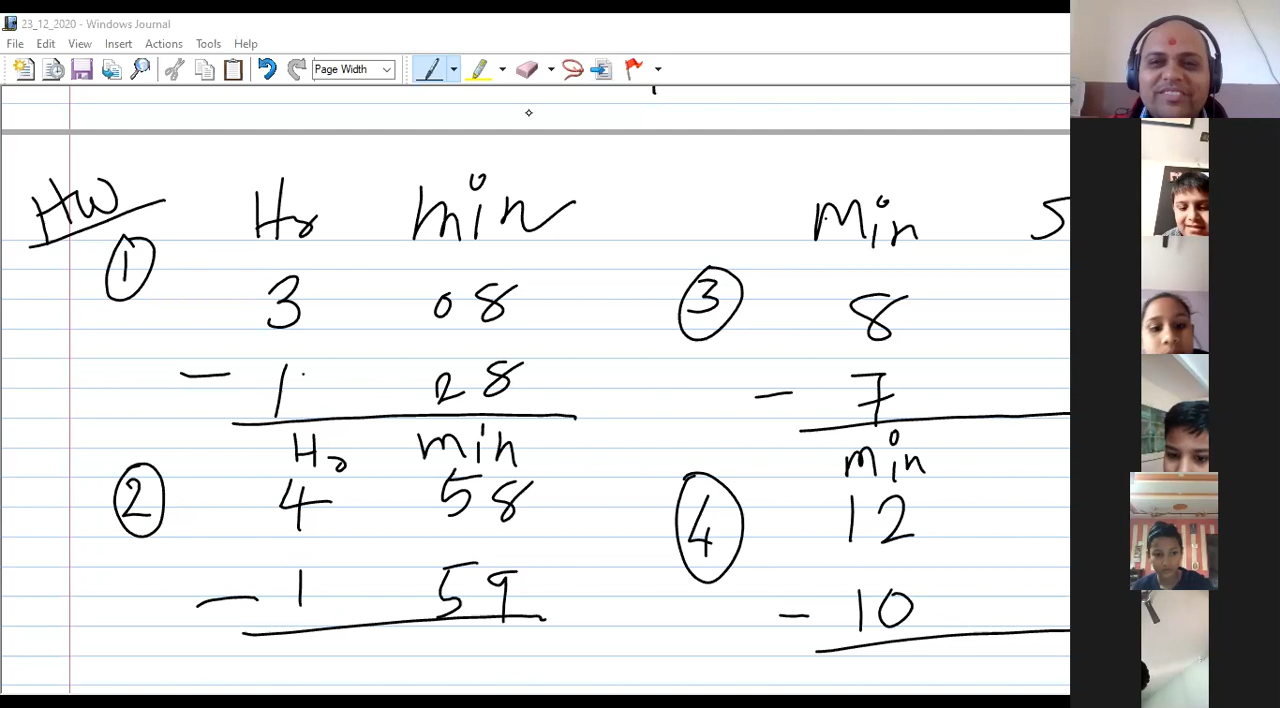 23_12_2020 - Windows Journal
File Edit View Insert Actions Tools Help
Page Width
HW Hr min Min S
1
3 08 3 8
- 1 28 - 7
Hr min min
2 4 58 4 12
- 1 59 - 10